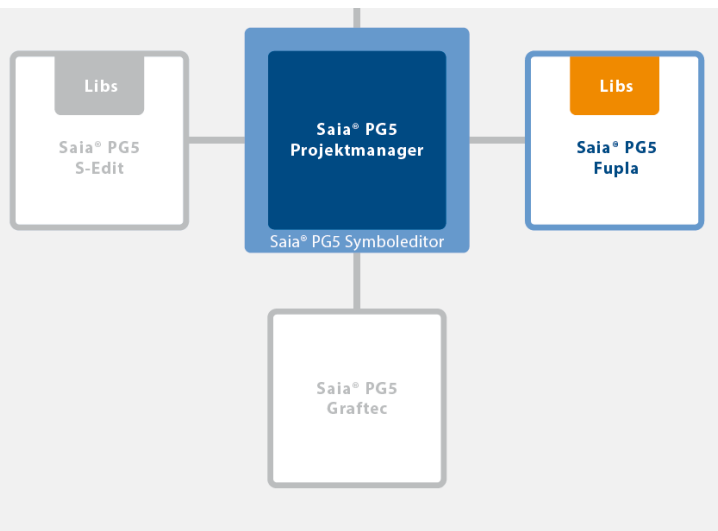 Libs
Saia® PG5
S-Edit
Saia® PG5
Projektmanager
Saia® PG5 Symboleditor
Libs
Saia® PG5
Fupla
Saia® PG5
Graftec